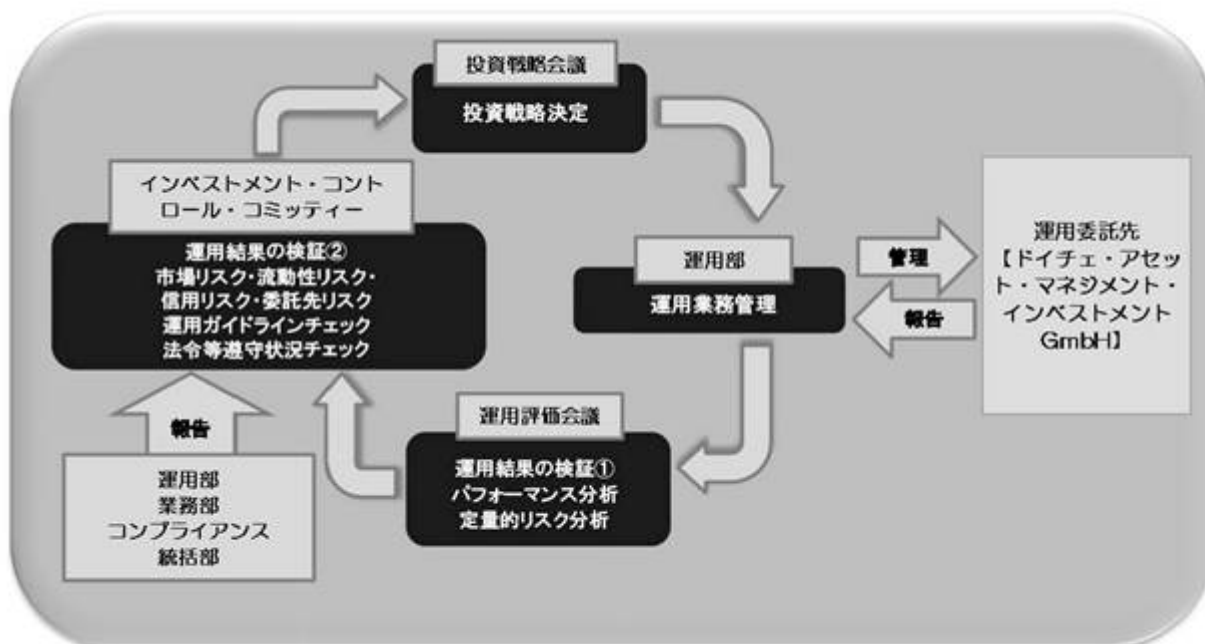 投資戦略会議
投資戦略決定
インベストメント・コント
ロール・コミッティー
運用結果の検証②
市場リスク・流動性リスク・
信用リスク・委託先リスク
運用ガイドラインチェック
法令等遵守状況チェック
運用部
運用業務管理
管理
報告
運用委託先
【ドイチェ・アセッ
ト・マネジメント・
インベストメント
GmbH】
運用評価会議
運用結果の検証①
パフォーマンス分析
定量的リスク分析
報告
運用部
業務部
コンプライアンス
統括部